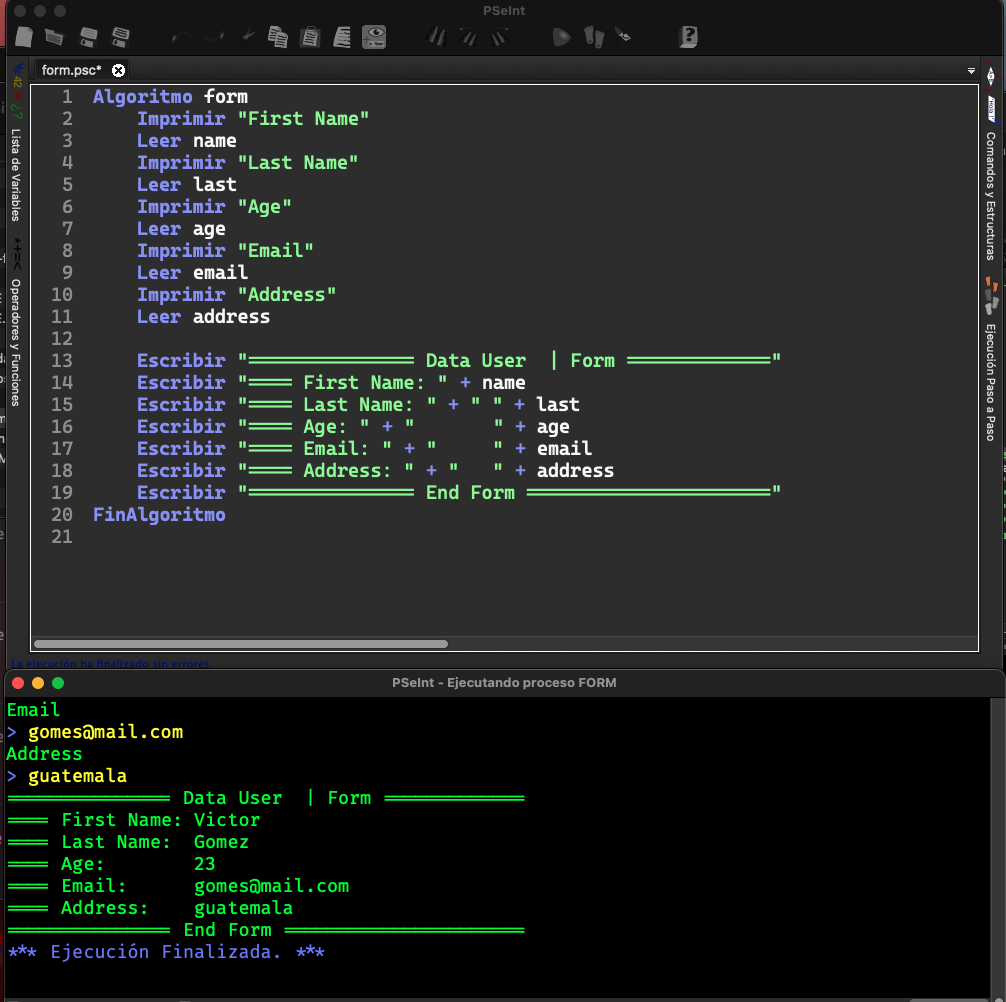 PSeInt
form.psc*
1 Algoritmo form
2 Imprimir "First Name"
3 Leer name
4 Imprimir "Last Name"
5 Leer last
6 Imprimir "Age"
7 Leer age
8 Imprimir "Email"
9 Leer email
10 Imprimir "Address"
11 Leer address
12
13 Escribir "=============== Data User  | Form ============="
14 Escribir "==== First Name: " + name
15 Escribir "==== Last Name: " + " " + last
16 Escribir "==== Age: " + "       " + age
17 Escribir "==== Email: " + "     " + email
18 Escribir "==== Address: " + "   " + address
19 Escribir "=============== End Form ======================"
20 FinAlgoritmo
21
Lista de Variables
*+=<
Operadores y Funciones
Comandos y Estructuras
Ejecución Paso a Paso
La ejecución ha finalizado sin errores.
PSeInt - Ejecutando proceso FORM
Email
> gomes@mail.com
Address
> guatemala
=============== Data User  | Form =============
==== First Name: Victor
==== Last Name:  Gomez
==== Age:        23
==== Email:      gomes@mail.com
==== Address:    guatemala
=============== End Form ======================
*** Ejecución Finalizada. ***